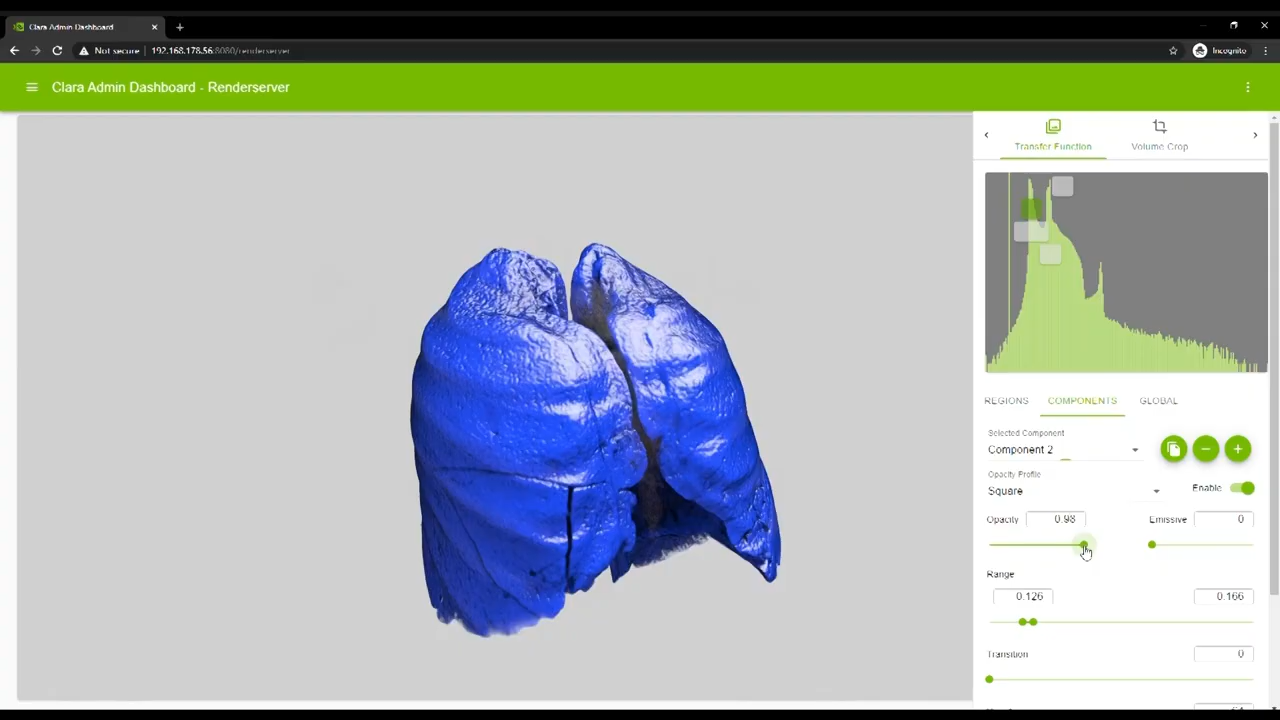 Clara Admin Dashboard
Not secure
192.168.178.56:8080/renderserver
Incognito
Clara Admin Dashboard - Renderserver
Transfer Function
Volume Crop
REGIONS
COMPONENTS
GLOBAL
Selected Component
Component 2
Opacity Profile
Square
Enable
Opacity
0.98
Emissive
0
Range
0.126
0.166
Transition
0